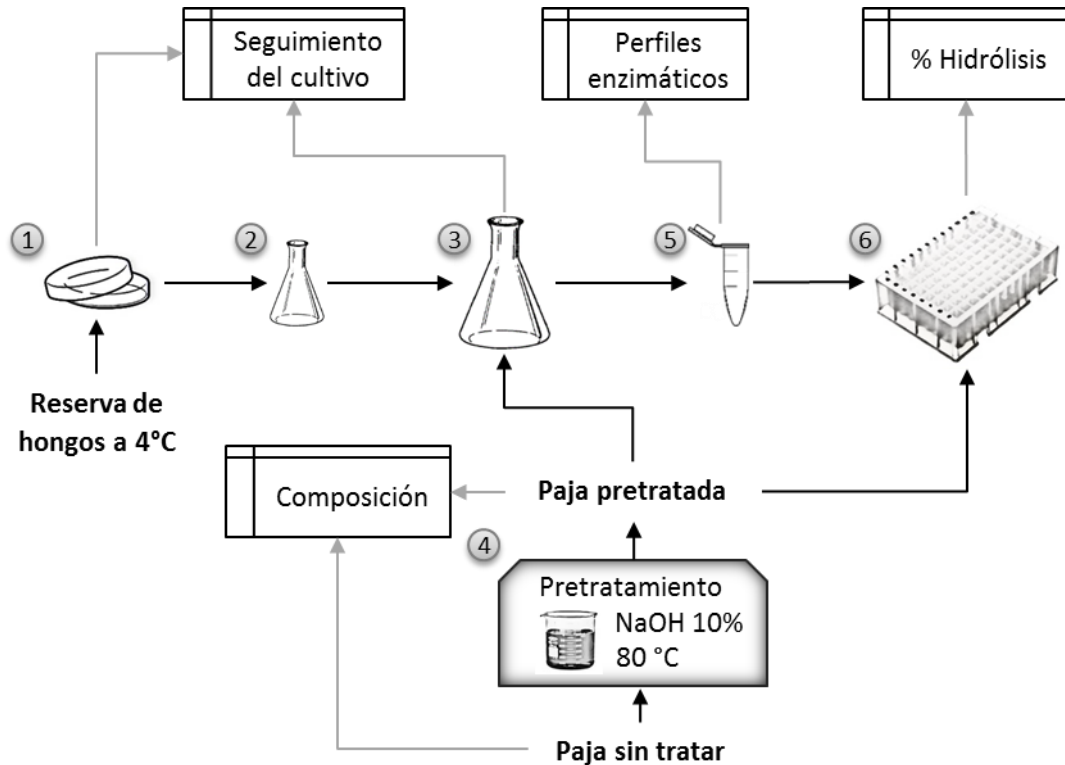 Seguimiento
del cultivo
Perfiles
enzimáticos
% Hidrólisis
1
2
3
5
6
Reserva de
hongos a 4°C
Composición
Paja pretratada
4
Pretratamiento
NaOH 10%
80 °C
Paja sin tratar